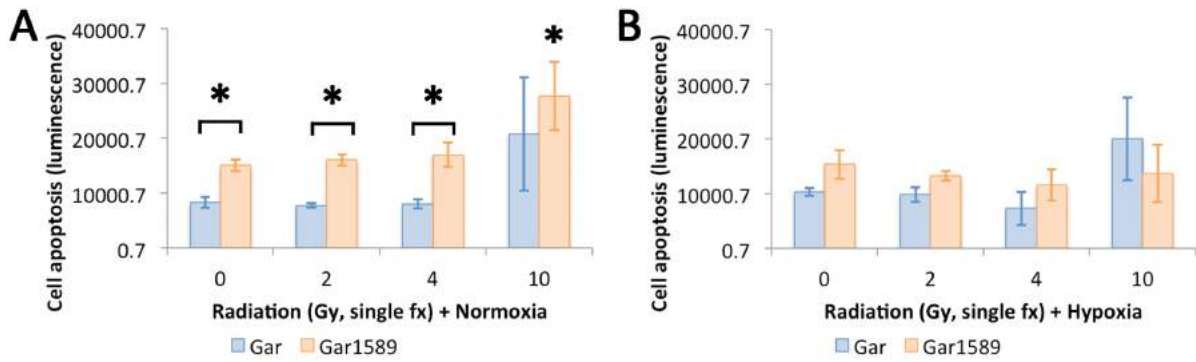 A
Cell apoptosis (luminescence)
40000.7
30000.7
20000.7
10000.7
0.7
* * * *
0 2 4 10
Radiation (Gy, single fx) + Normoxia
Gar Gar1589
B
Cell apoptosis (luminescence)
40000.7
30000.7
20000.7
10000.7
0.7
0 2 4 10
Radiation (Gy, single fx) + Hypoxia
Gar Gar1589